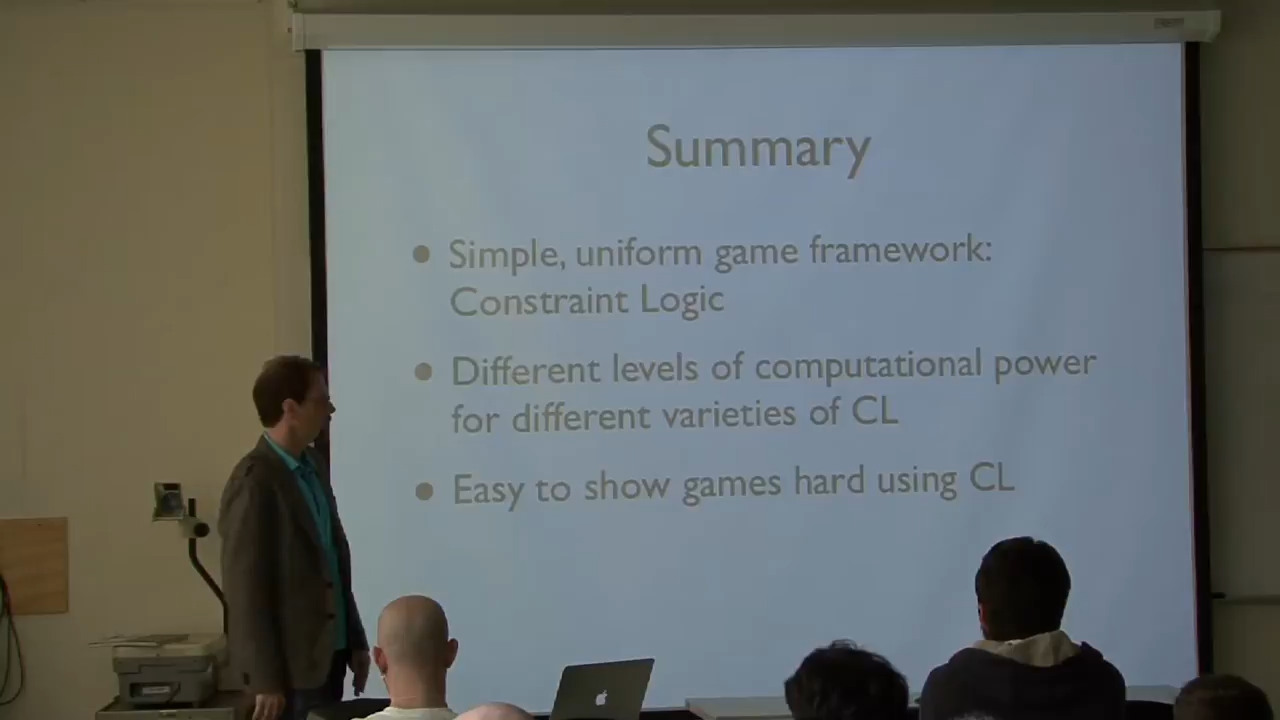 Summary
• Simple, uniform game framework:
Constraint Logic
• Different levels of computational power
for different varieties of CL
• Easy to show games hard using CL